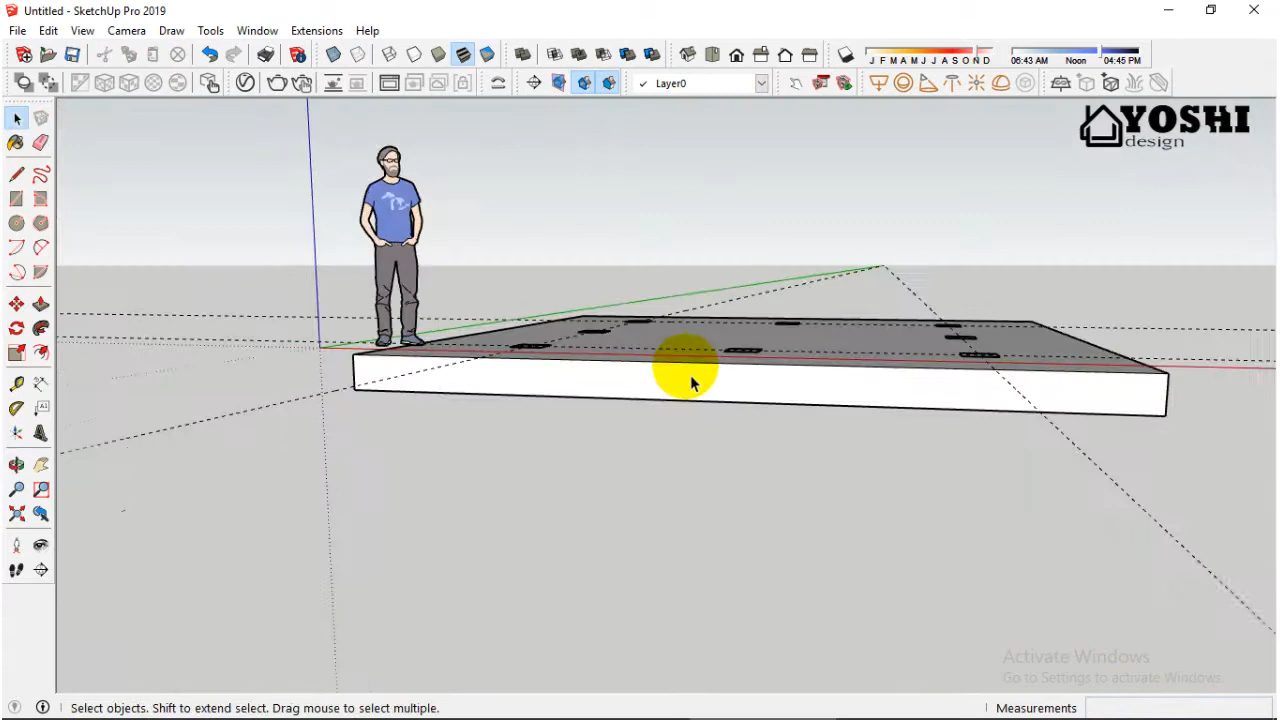 Untitled - SketchUp Pro 2019
File Edit View Camera Draw Tools Window Extensions Help
J F M A M J J A S O N D
06:43 AM Noon 04:45 PM
Layer0
YOSHI
design
A1
Activate Windows
Go to Settings to activate Windows.
Select objects. Shift to extend select. Drag mouse to select multiple.
Measurements